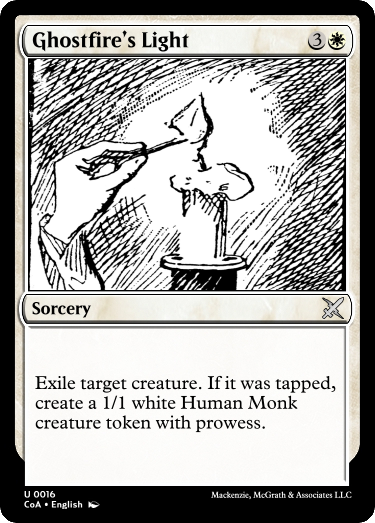 Ghostfire's Light 3
Sorcery
Exile target creature. If it was tapped,
create a 1/1 white Human Monk
creature token with prowess.
U 0016
CoA • English
Mackenzie, McGrath & Associates LLC